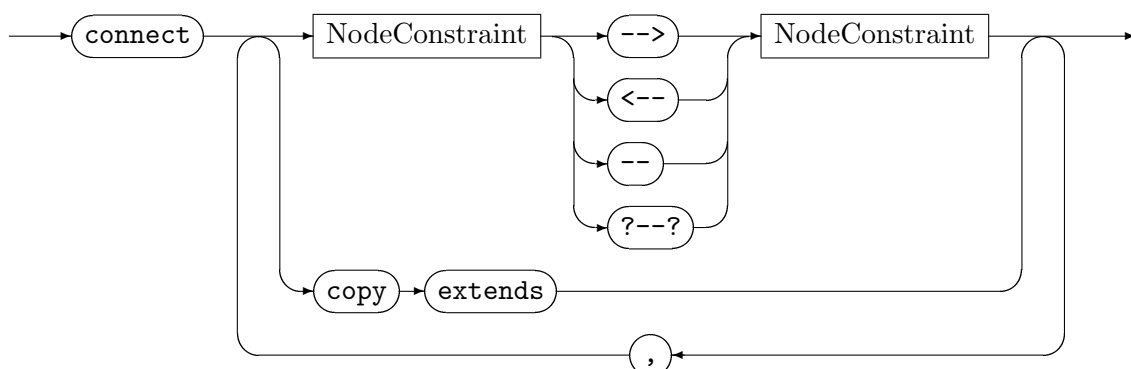 connect NodeConstraint --> NodeConstraint
<--
--
?--?
copy extends
,